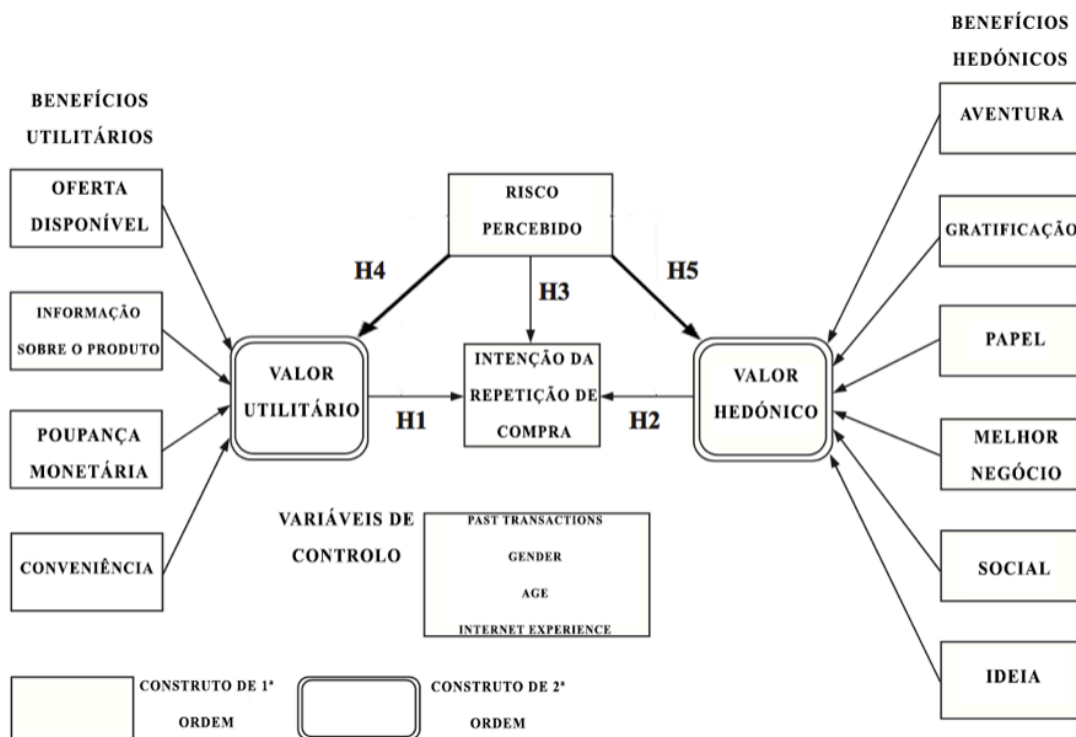 BENEFÍCIOS
UTILITÁRIOS
OFERTA
DISPONÍVEL
INFORMAÇÃO
SOBRE O PRODUTO
POUPANÇA
MONETÁRIA
CONVENIÊNCIA
VALOR
UTILITÁRIO
RISCO
PERCEBIDO
H4
H3
H5
H1
INTENÇÃO DA
REPETIÇÃO DE
COMPRA
H2
VALOR
HEDÓNICO
BENEFÍCIOS
HEDÓNICOS
AVENTURA
GRATIFICAÇÃO
PAPEL
MELHOR
NEGÓCIO
SOCIAL
IDEIA
VARIÁVEIS DE
CONTROLO
PAST TRANSACTIONS
GENDER
AGE
INTERNET EXPERIENCE
CONSTRUTO DE 1ª
ORDEM
CONSTRUTO DE 2ª
ORDEM